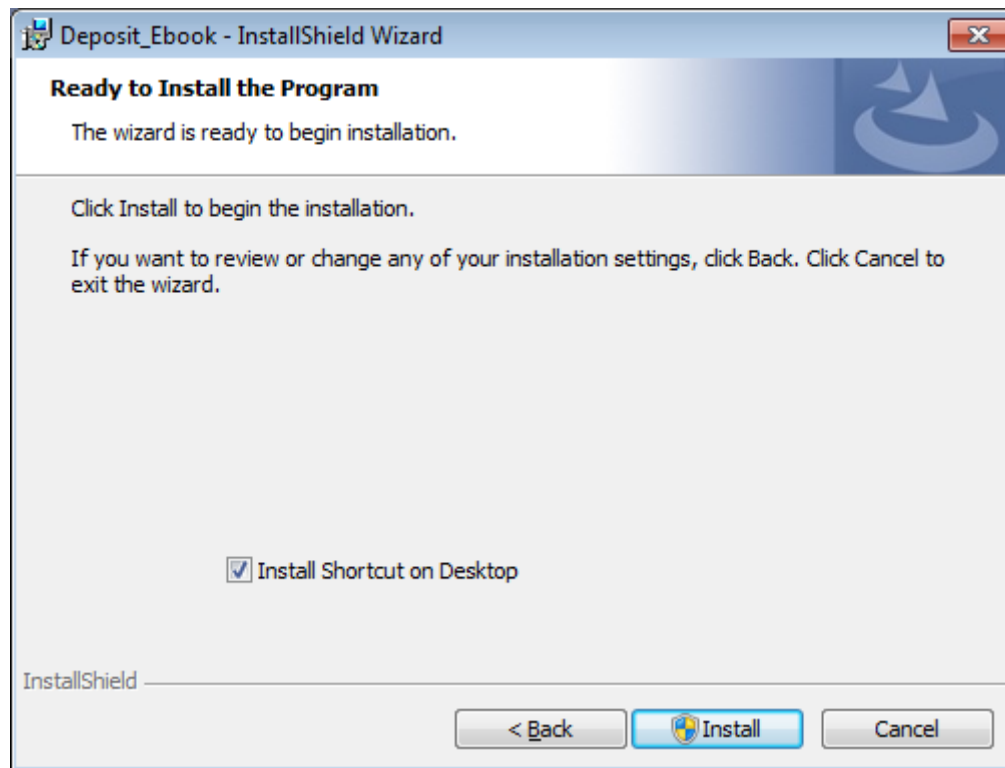 Deposit_Ebook - InstallShield Wizard
Ready to Install the Program
The wizard is ready to begin installation.
Click Install to begin the installation.
If you want to review or change any of your installation settings, click Back. Click Cancel to
exit the wizard.
Install Shortcut on Desktop
InstallShield
< Back
Install
Cancel